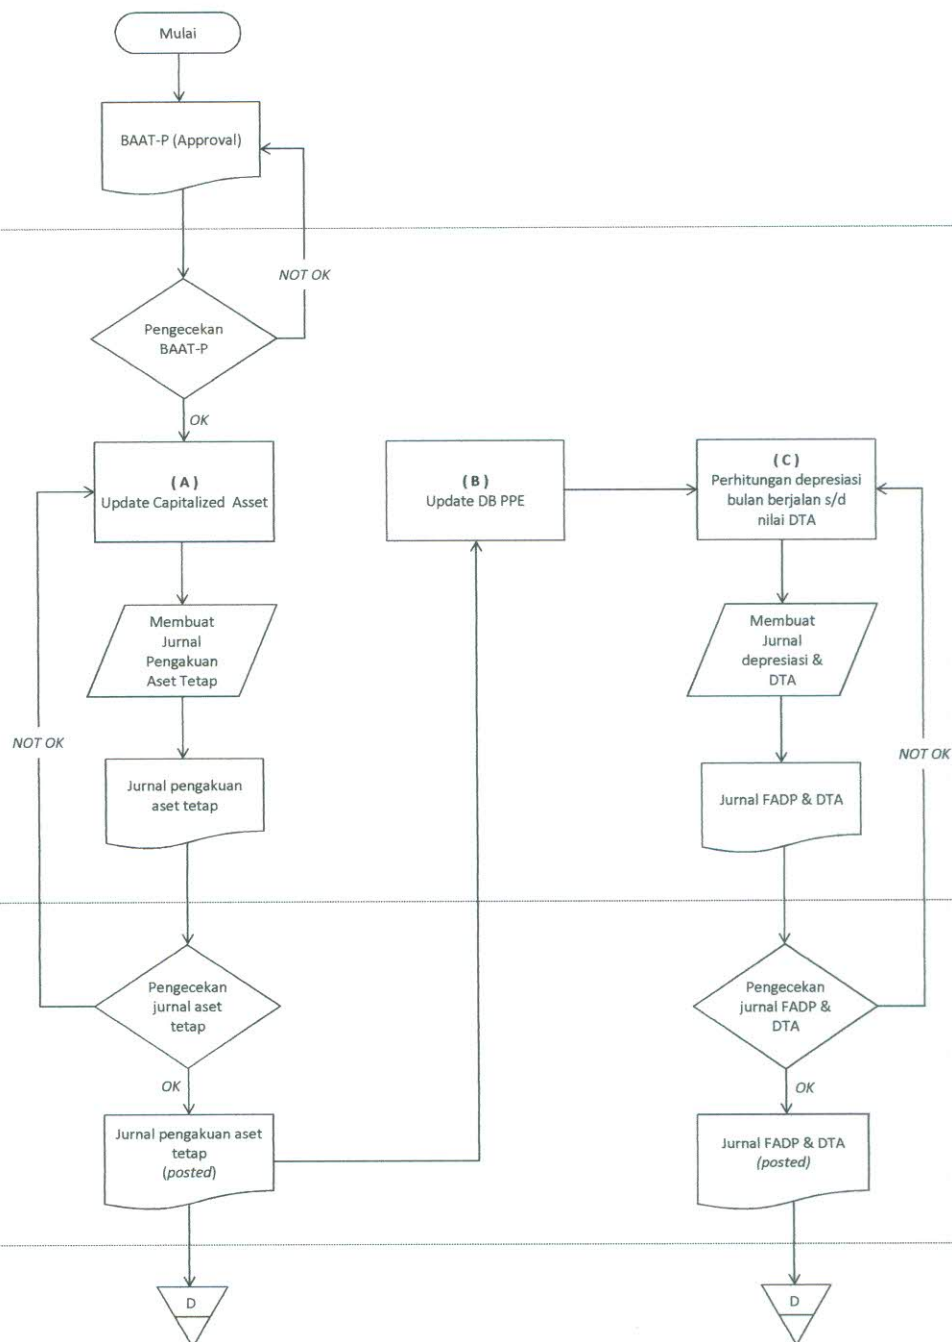 Mulai
BAAT-P (Approval)
NOT OK
Pengecekan
BAAT-P
OK
( A )
Update Capitalized Asset
Membuat
Jurnal
Pengakuan
Aset Tetap
NOT OK
Jurnal pengakuan
aset tetap
Pengecekan
jurnal aset
tetap
OK
Jurnal pengakuan aset
tetap
(posted)
D
( B )
Update DB PPE
( C )
Perhitungan depresiasi
bulan berjalan s/d
nilai DTA
Membuat
Jurnal
depresiasi &
DTA
NOT OK
Jurnal FADP & DTA
Pengecekan
jurnal FADP &
DTA
OK
Jurnal FADP & DTA
(posted)
D